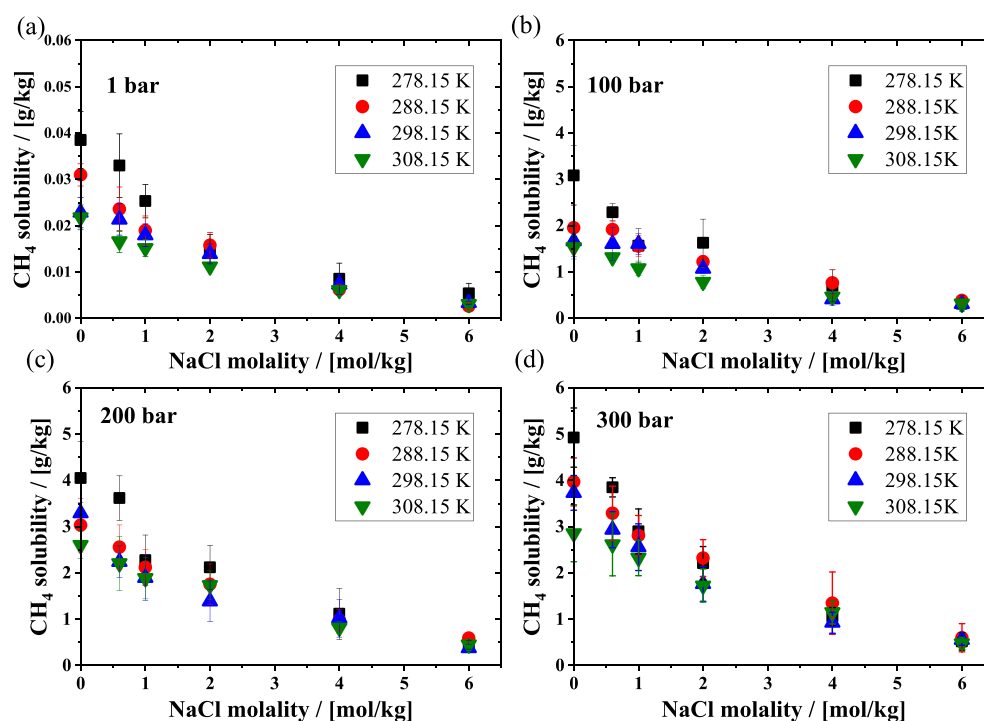 (a)
0.06
0.05
0.04
0.03
0.02
0.01
0.00
CH4 solubility / [g/kg]
1 bar
278.15 K
288.15 K
298.15 K
308.15 K
0 1 2 3 4 5 6
NaCl molality / [mol/kg]
(b)
6
5
4
3
2
1
0
CH4 solubility / [g/kg]
100 bar
278.15 K
288.15K
298.15 K
308.15K
0 1 2 3 4 5 6
NaCl molality / [mol/kg]
(c)
6
5
4
3
2
1
0
CH4 solubility / [g/kg]
200 bar
278.15 K
288.15K
298.15 K
308.15K
0 1 2 3 4 5 6
NaCl molality / [mol/kg]
(d)
6
5
4
3
2
1
0
CH4 solubility / [g/kg]
300 bar
278.15 K
288.15K
298.15 K
308.15K
0 1 2 3 4 5 6
NaCl molality / [mol/kg]